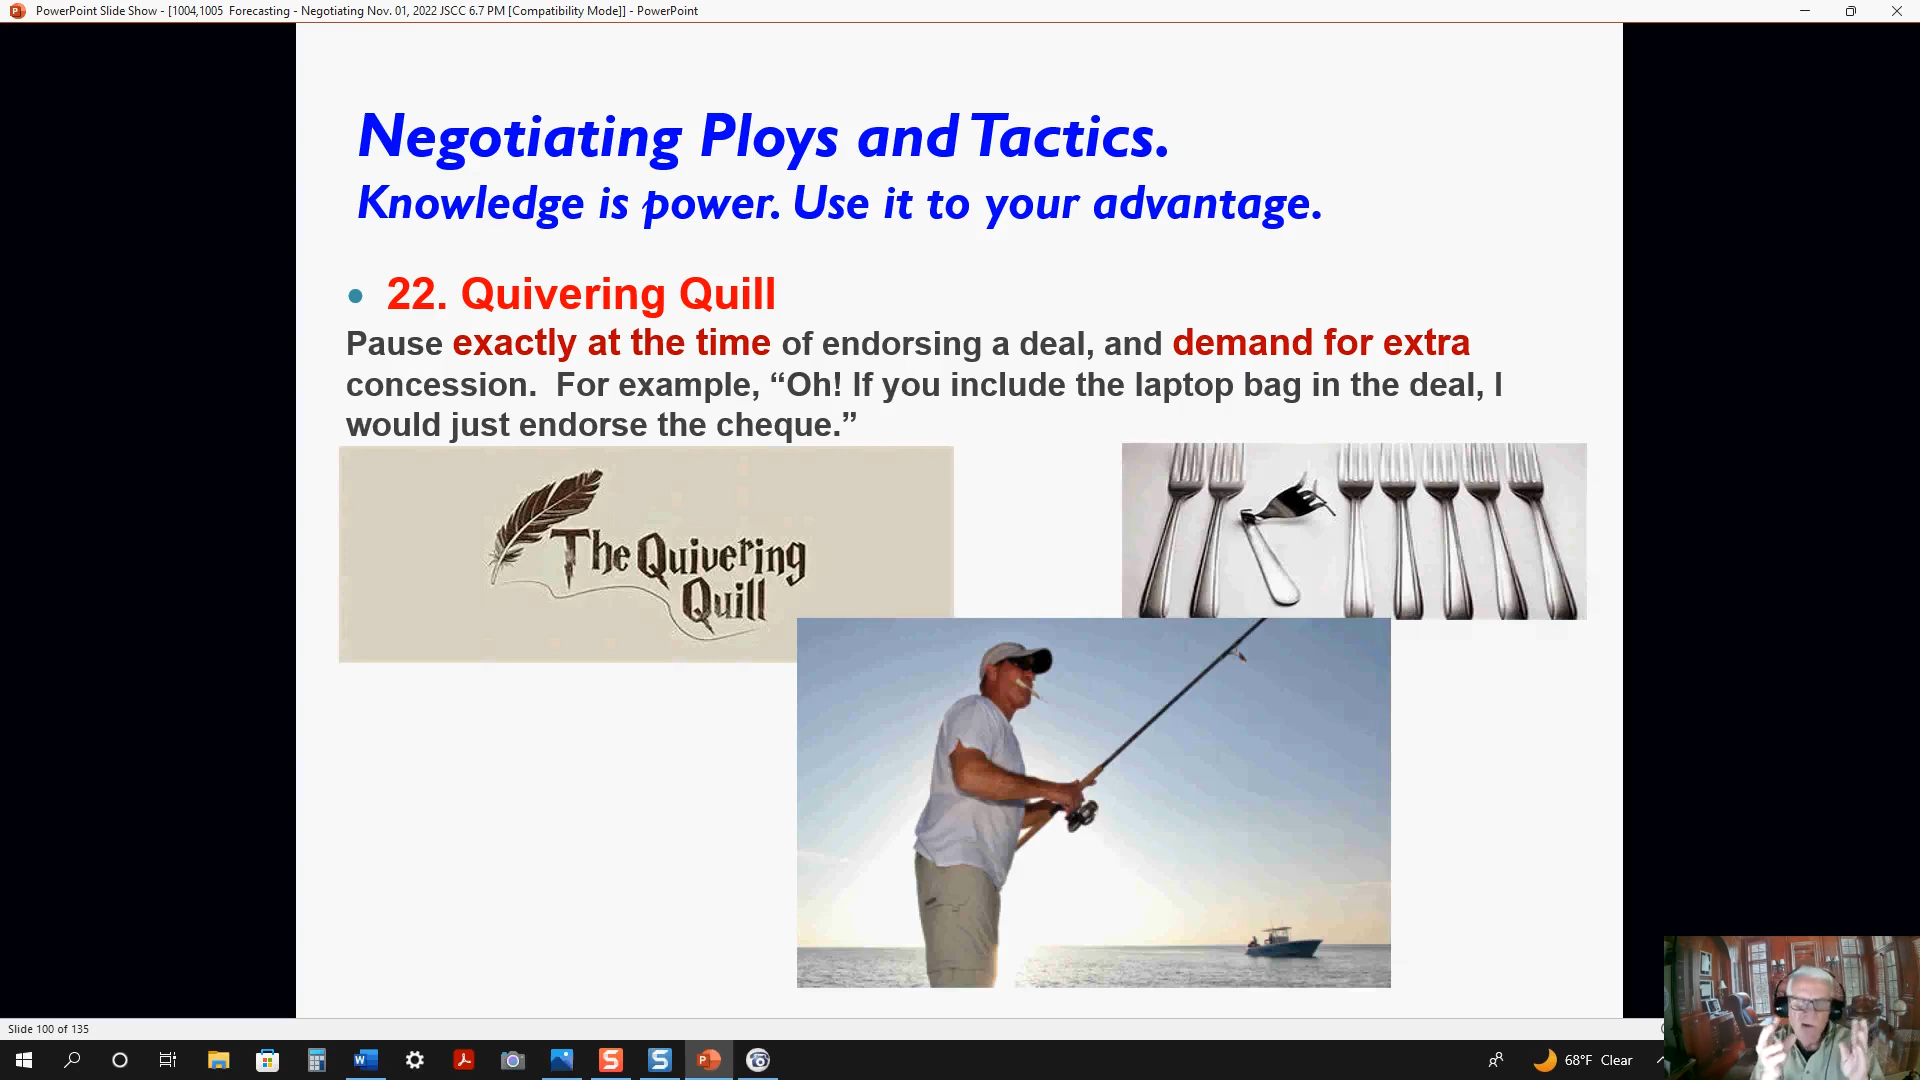 PowerPoint Slide Show - [1004,1005  Forecasting - Negotiating Nov. 01, 2022 JSCC 6.7 PM [Compatibility Mode]] - PowerPoint
Negotiating Ploys and Tactics.
Knowledge is power. Use it to your advantage.
• 22. Quivering Quill
Pause exactly at the time of endorsing a deal, and demand for extra
concession.  For example, “Oh! If you include the laptop bag in the deal, I
would just endorse the cheque.”
The Quivering
Quill
Slide 100 of 135
68°F  Clear